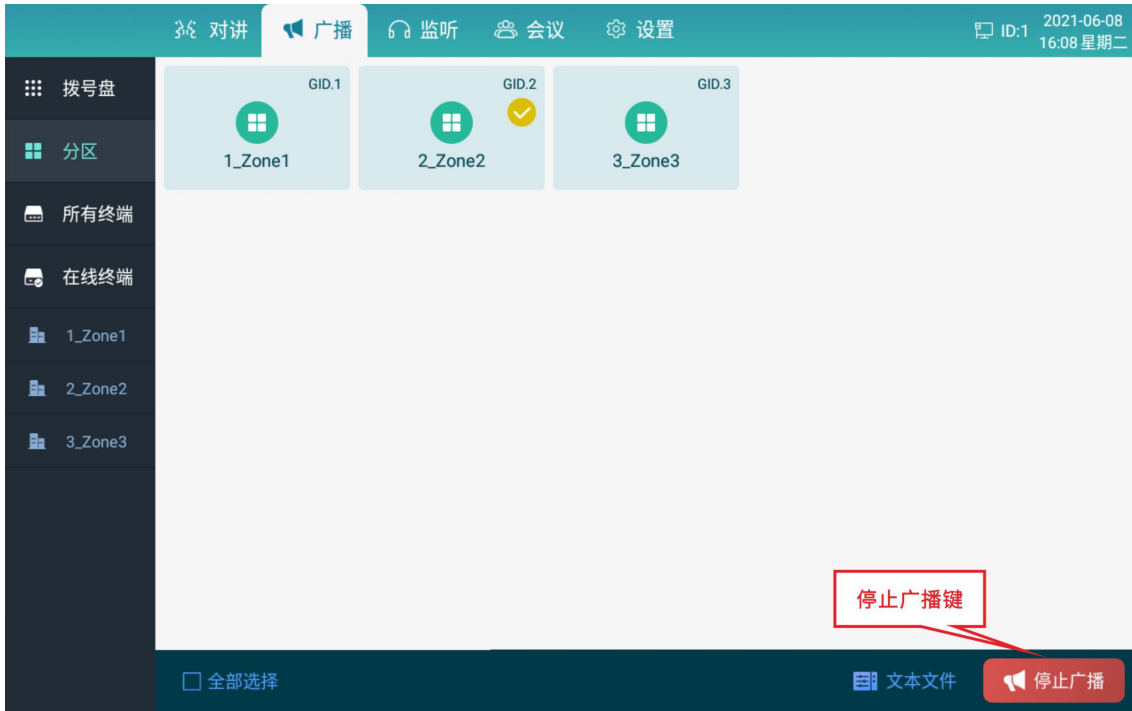 对讲
广播
监听
会议
设置
ID:1
2021-06-08
16:08 星期二
拨号盘
分区
所有终端
在线终端
1_Zone1
2_Zone2
3_Zone3
GID.1
1_Zone1
GID.2
2_Zone2
GID.3
3_Zone3
停止广播键
全部选择
文本文件
停止广播